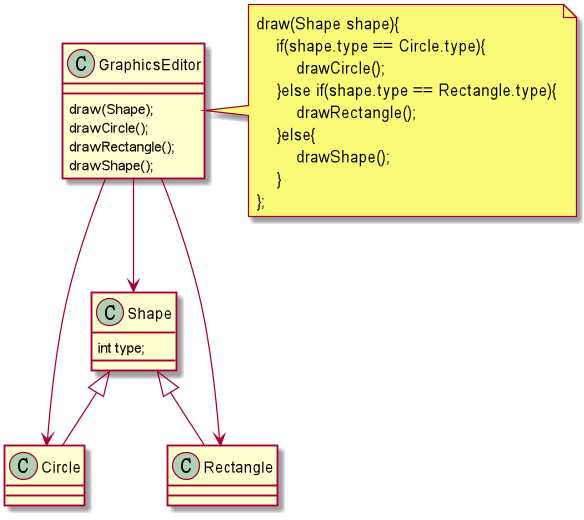 draw(Shape shape){
if(shape.type == Circle.type){
drawCircle();
}else if(shape.type == Rectangle.type){
drawRectangle();
}else{
drawShape();
}
};
C GraphicsEditor
draw(Shape);
drawCircle();
drawRectangle();
drawShape();
C Shape
int type;
C Circle
C Rectangle